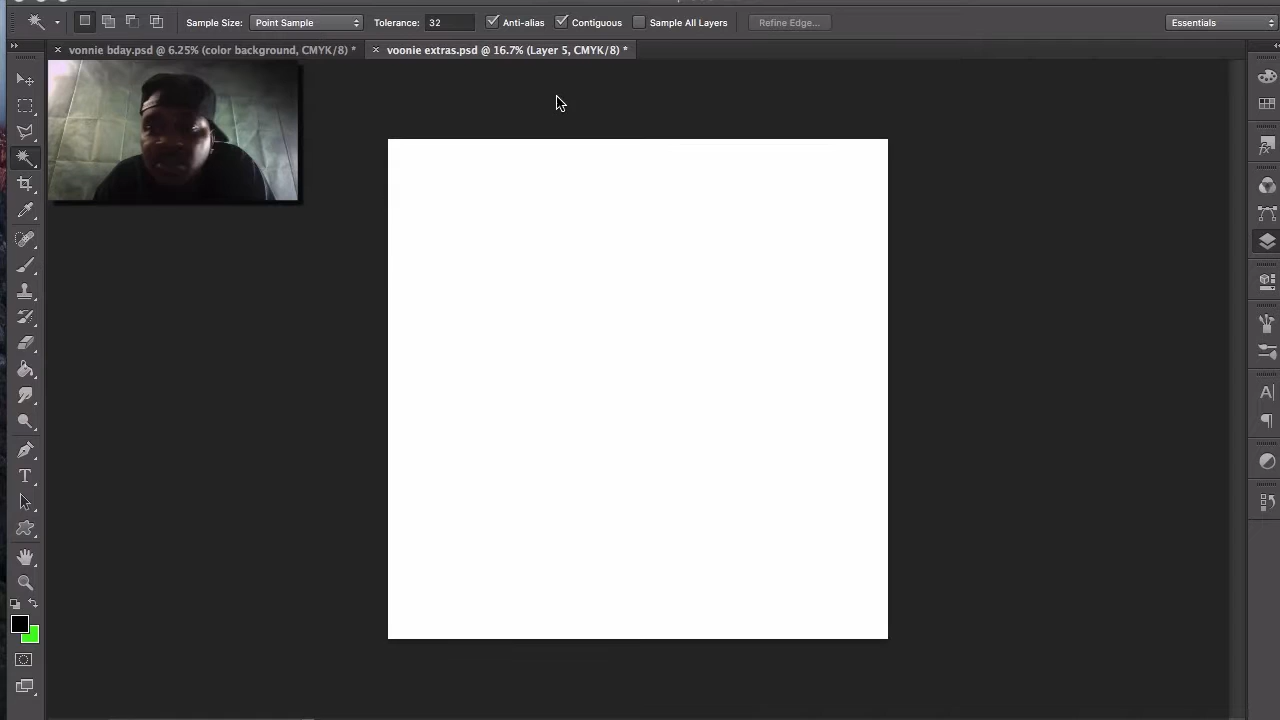 Sample Size: Point Sample Tolerance: 32 Anti-alias Contiguous Sample All Layers Refine Edge... Essentials
vonnie bday.psd @ 6.25% (color background, CMYK/8) * voonie extras.psd @ 16.7% (Layer 5, CMYK/8) *